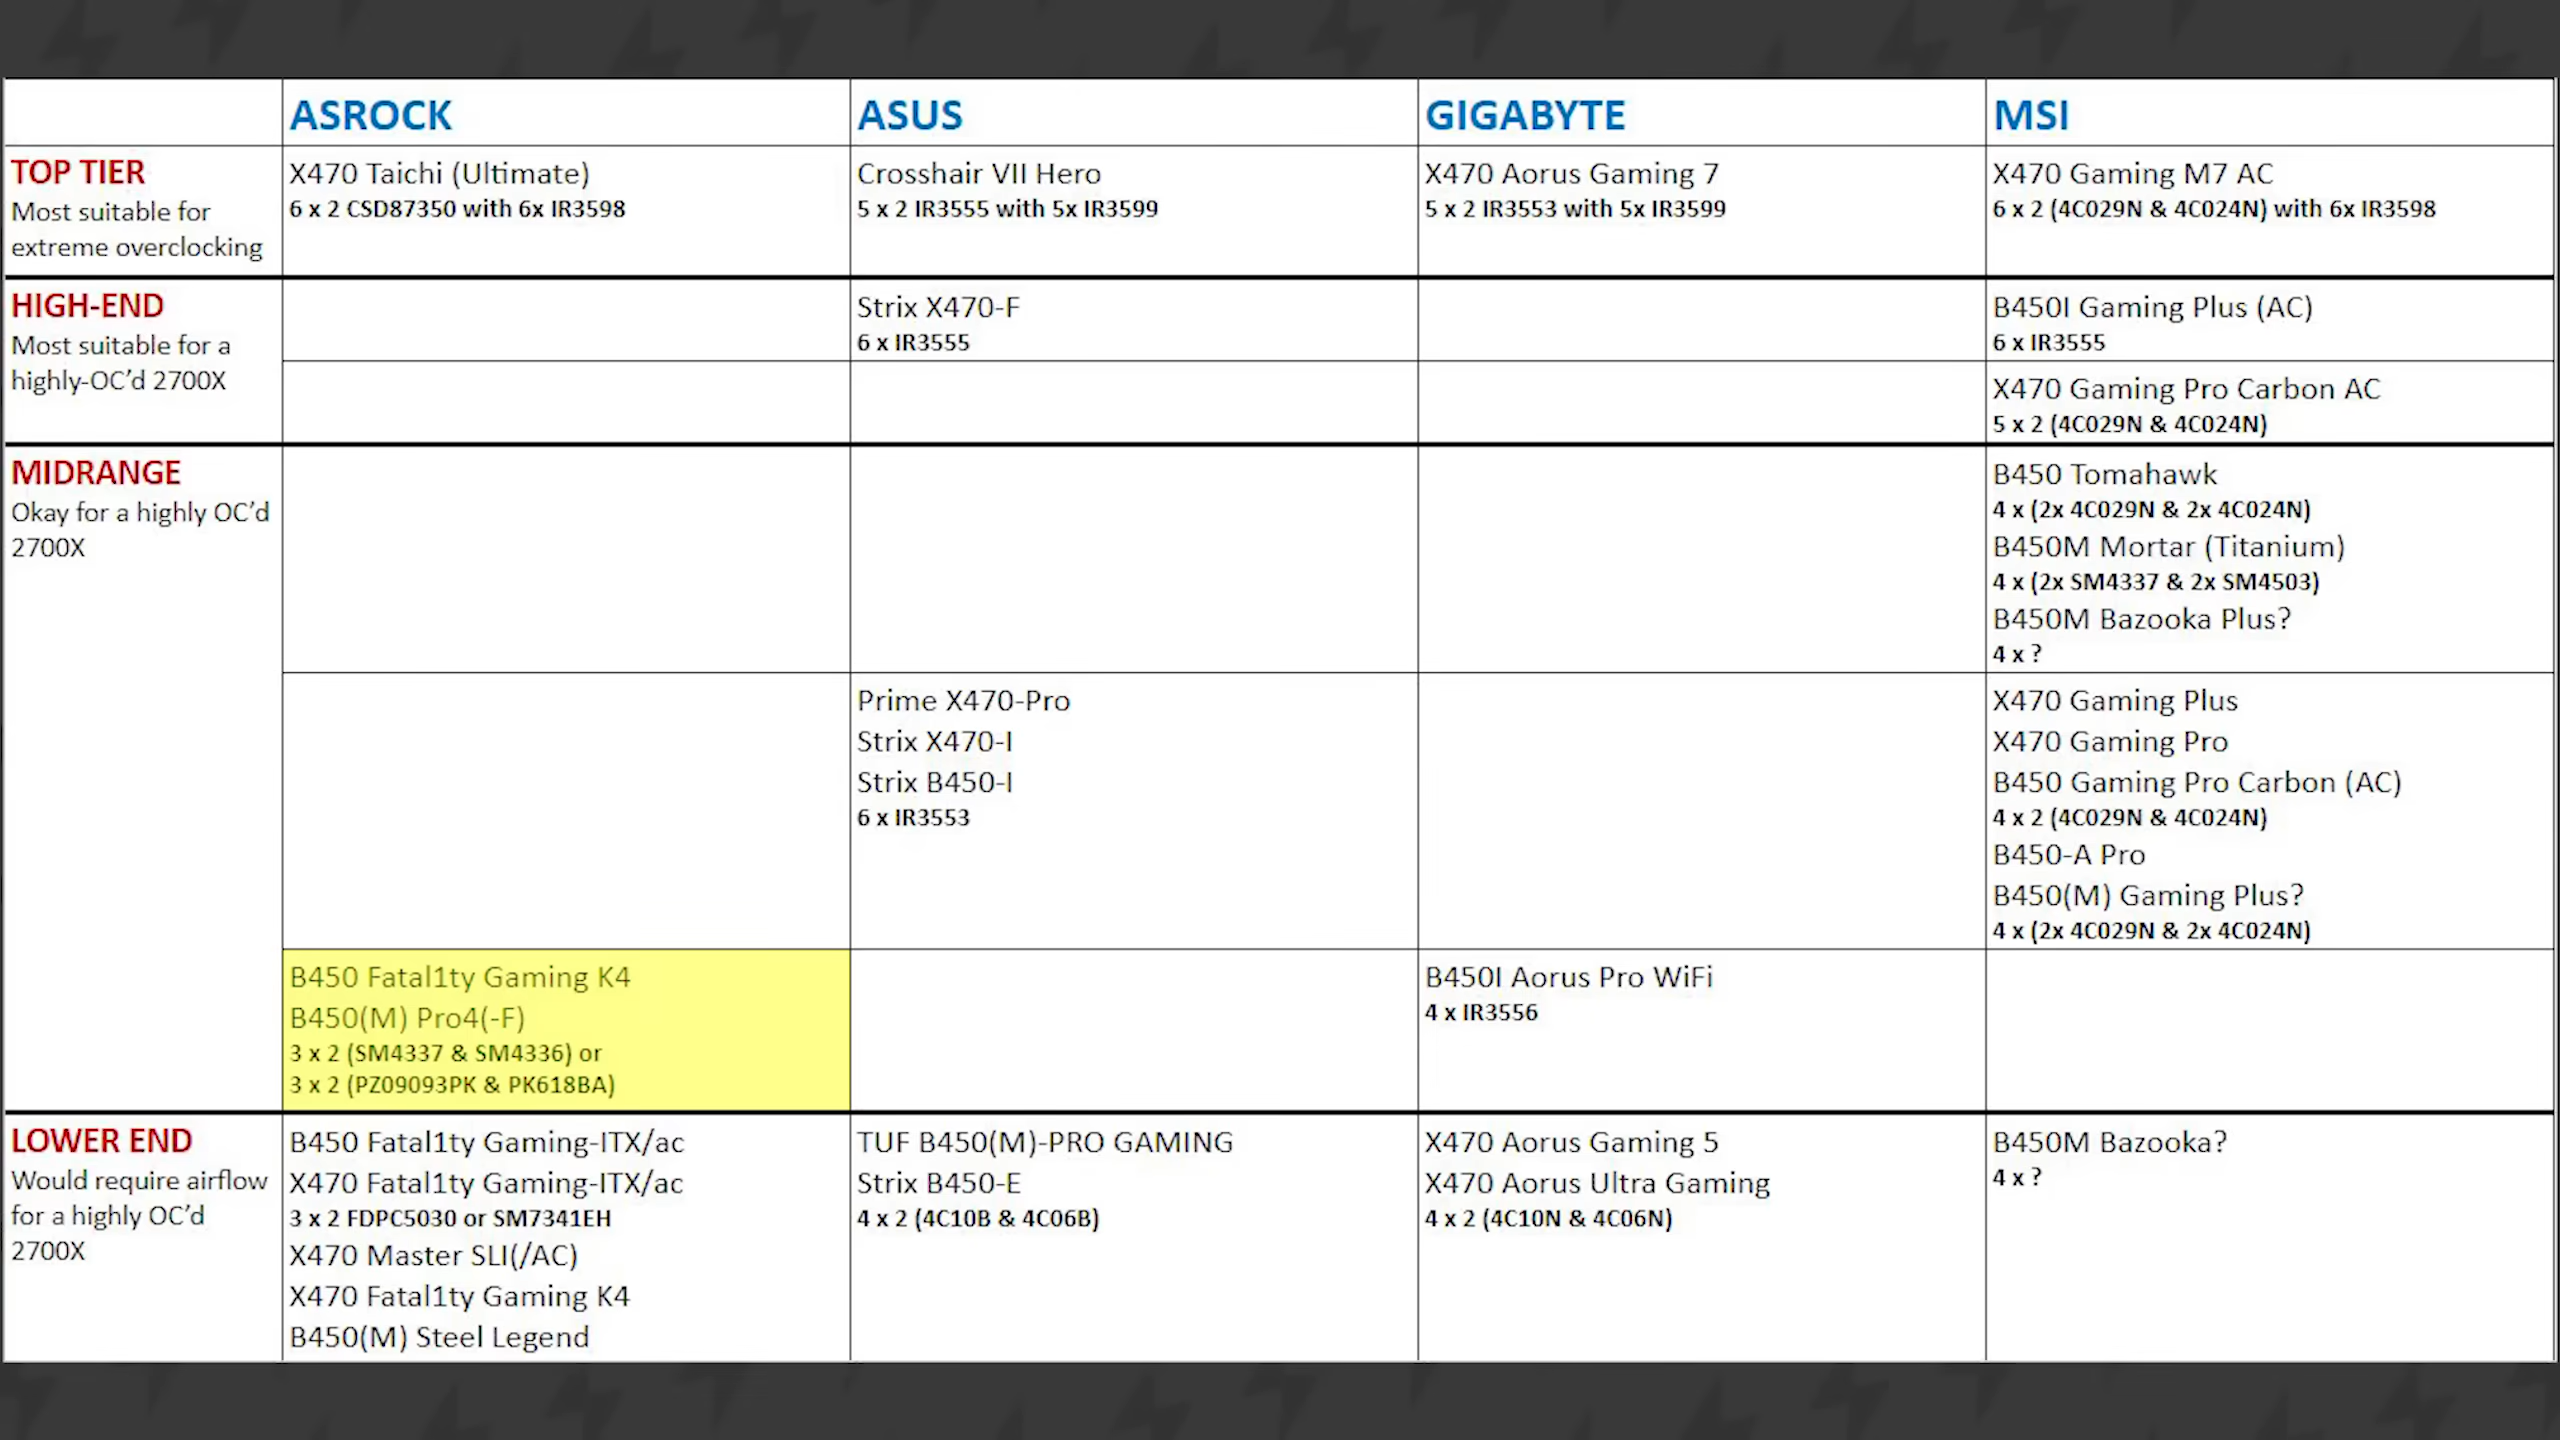 ASROCK
ASUS
GIGABYTE
MSI
TOP TIER
Most suitable for
extreme overclocking
X470 Taichi (Ultimate)
6 x 2 CSD87350 with 6x IR3598
Crosshair VII Hero
5 x 2 IR3555 with 5x IR3599
X470 Aorus Gaming 7
5 x 2 IR3553 with 5x IR3599
X470 Gaming M7 AC
6 x 2 (4C029N & 4C024N) with 6x IR3598
HIGH-END
Most suitable for a
highly-OC’d 2700X
Strix X470-F
6 x IR3555
B450I Gaming Plus (AC)
6 x IR3555
X470 Gaming Pro Carbon AC
5 x 2 (4C029N & 4C024N)
MIDRANGE
Okay for a highly OC’d
2700X
B450 Tomahawk
4 x (2x 4C029N & 2x 4C024N)
B450M Mortar (Titanium)
4 x (2x SM4337 & 2x SM4503)
B450M Bazooka Plus?
4 x ?
Prime X470-Pro
Strix X470-I
Strix B450-I
6 x IR3553
X470 Gaming Plus
X470 Gaming Pro
B450 Gaming Pro Carbon (AC)
4 x 2 (4C029N & 4C024N)
B450-A Pro
B450(M) Gaming Plus?
4 x (2x 4C029N & 2x 4C024N)
B450 Fatal1ty Gaming K4
B450(M) Pro4(-F)
3 x 2 (SM4337 & SM4336) or
3 x 2 (PZ09093PK & PK618BA)
B450I Aorus Pro WiFi
4 x IR3556
LOWER END
Would require airflow
for a highly OC’d
2700X
B450 Fatal1ty Gaming-ITX/ac
X470 Fatal1ty Gaming-ITX/ac
3 x 2 FDPC5030 or SM7341EH
X470 Master SLI(/AC)
X470 Fatal1ty Gaming K4
B450(M) Steel Legend
TUF B450(M)-PRO GAMING
Strix B450-E
4 x 2 (4C10B & 4C06B)
X470 Aorus Gaming 5
X470 Aorus Ultra Gaming
4 x 2 (4C10N & 4C06N)
B450M Bazooka?
4 x ?